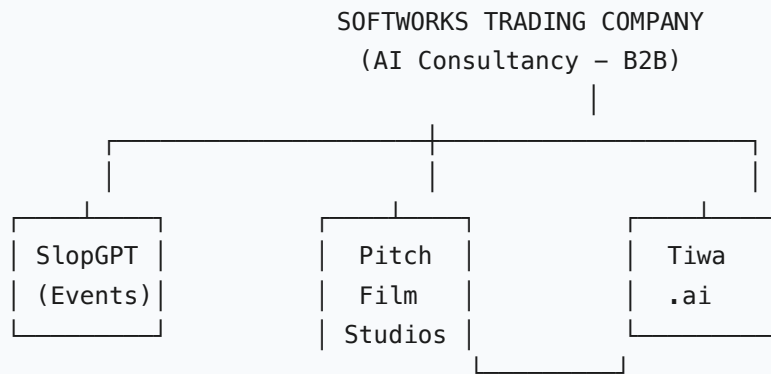 SOFTWORKS TRADING COMPANY
(AI Consultancy – B2B)
SlopGPT Pitch Tiwa
(Events) Film .ai
Studios